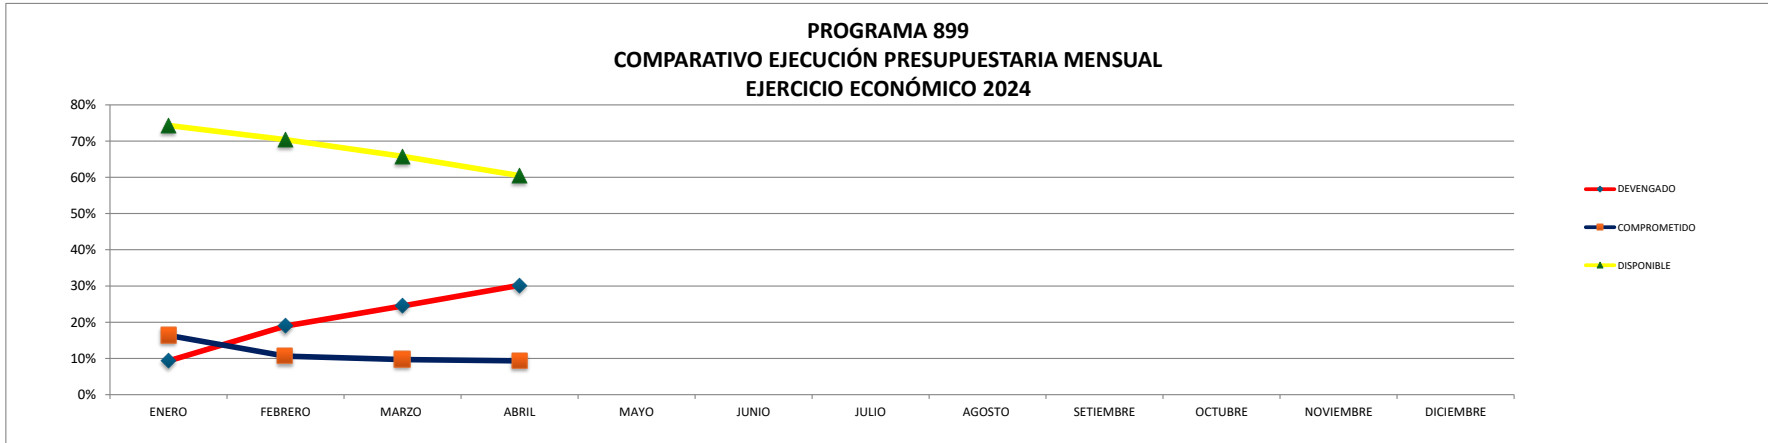 PROGRAMA 899
COMPARATIVO EJECUCIÓN PRESUPUESTARIA MENSUAL
EJERCICIO ECONÓMICO 2024
80%
70%
60%
50%
40%
30%
20%
10%
0%
ENERO FEBRERO MARZO ABRIL MAYO JUNIO JULIO AGOSTO SETIEMBRE OCTUBRE NOVIEMBRE DICIEMBRE
DEVENGADO
COMPROMETIDO
DISPONIBLE